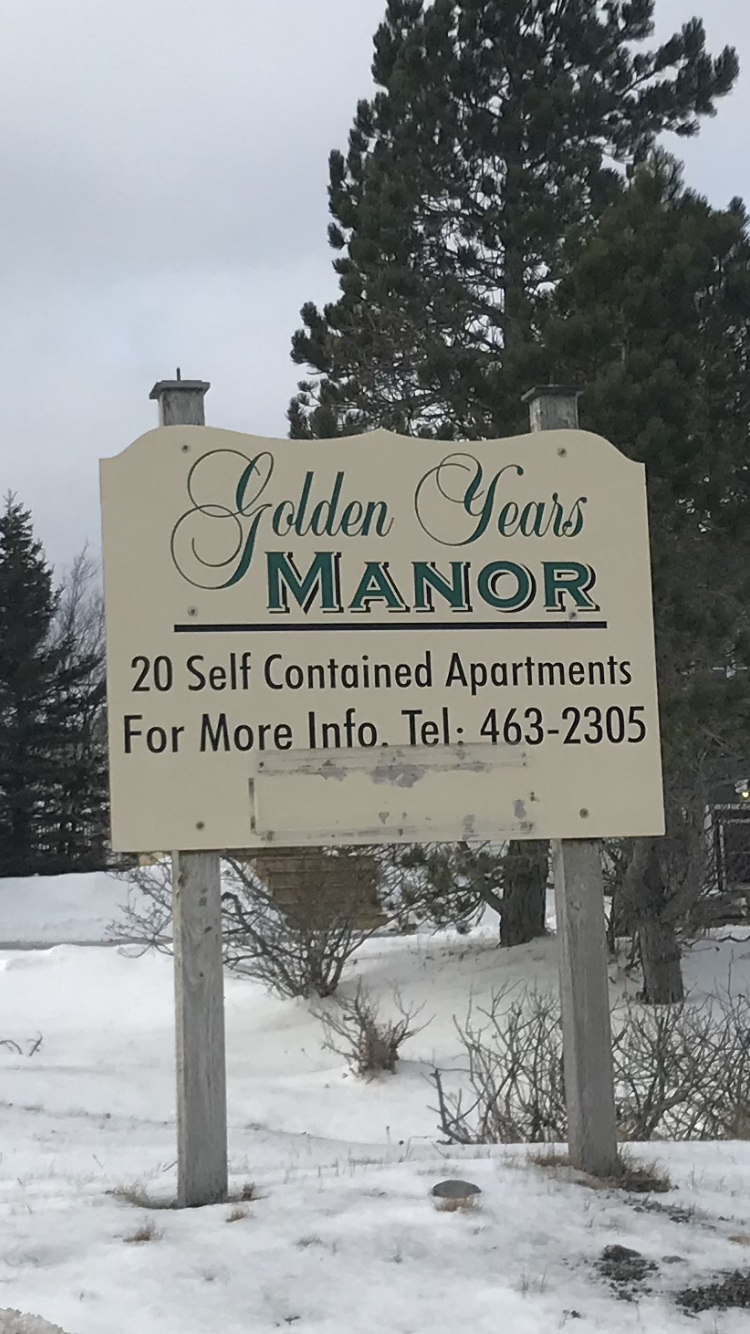 Golden Years
MANOR
20 Self Contained Apartments
For More Info. Tel: 463-2305